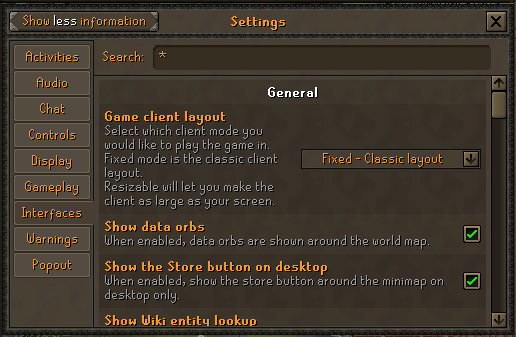 Show less information
Settings
Activities
Audio
Chat
Controls
Display
Gameplay
Interfaces
Warnings
Popout
Search: *
General
Game client layout
Select which client mode you
would like to play the game in.
Fixed mode is the classic client
layout.
Resizable will let you make the
client as large as your screen.
Fixed - Classic layout
Show data orbs
When enabled, data orbs are shown around the world map.
Show the Store button on desktop
When enabled, show the store button around the minimap on
desktop only.
Show Wiki entity lookup